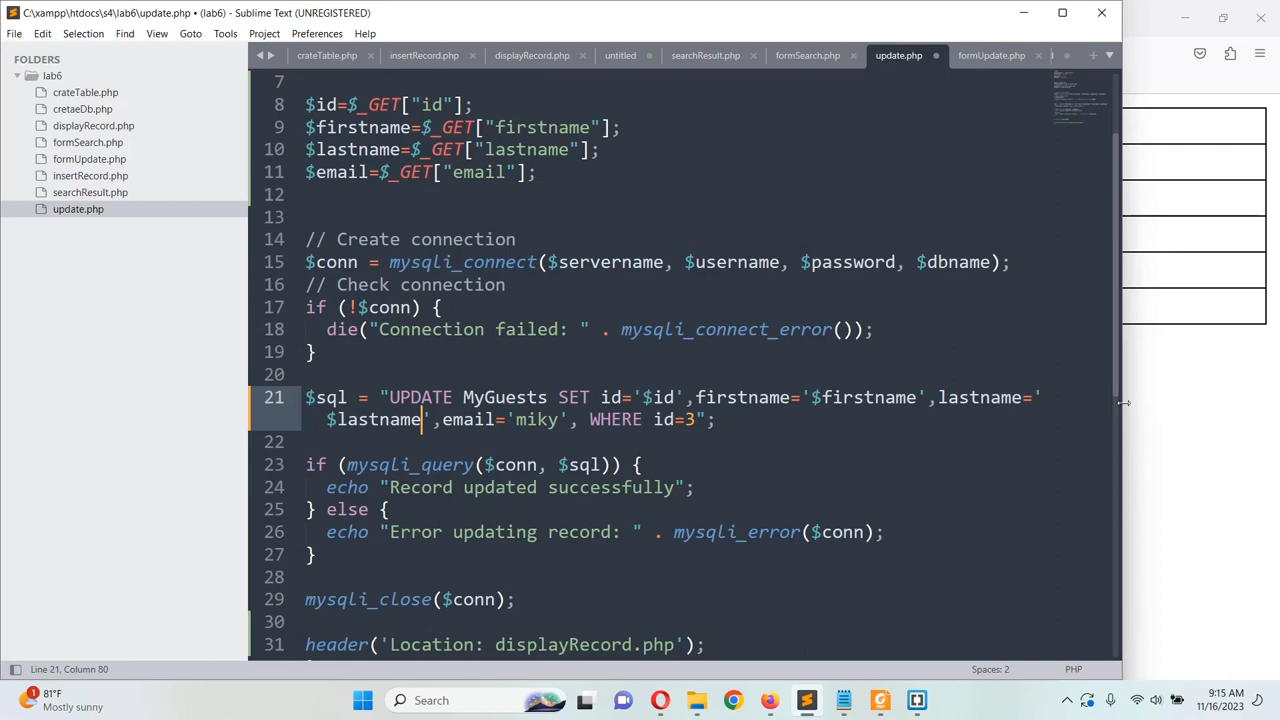 C:\xampp\htdocs\s4\lab6\update.php • (lab6) - Sublime Text (UNREGISTERED)
File Edit Selection Find View Goto Tools Project Preferences Help
FOLDERS
lab6
crateTable.php
cretaeDb.php
displayRecord.php
formSearch.php
formUpdate.php
insertRecord.php
searchResult.php
update.php
crateTable.php insertRecord.php displayRecord.php untitled searchResult.php formSearch.php update.php formUpdate.php
7
8 $id=$_GET["id"];
9 $firstname=$_GET["firstname"];
10 $lastname=$_GET["lastname"];
11 $email=$_GET["email"];
12
13
14 // Create connection
15 $conn = mysqli_connect($servername, $username, $password, $dbname);
16 // Check connection
17 if (!$conn) {
18 die("Connection failed: " . mysqli_connect_error());
19 }
20
21 $sql = "UPDATE MyGuests SET id='$id',firstname='$firstname',lastname='
$lastname',email='miky', WHERE id=3";
22
23 if (mysqli_query($conn, $sql)) {
24 echo "Record updated successfully";
25 } else {
26 echo "Error updating record: " . mysqli_error($conn);
27 }
28
29 mysqli_close($conn);
30
31 header('Location: displayRecord.php');
Line 21, Column 80 Spaces: 2 PHP
1
81°F
Mostly sunny
Search
9:15 AM
11/16/2023